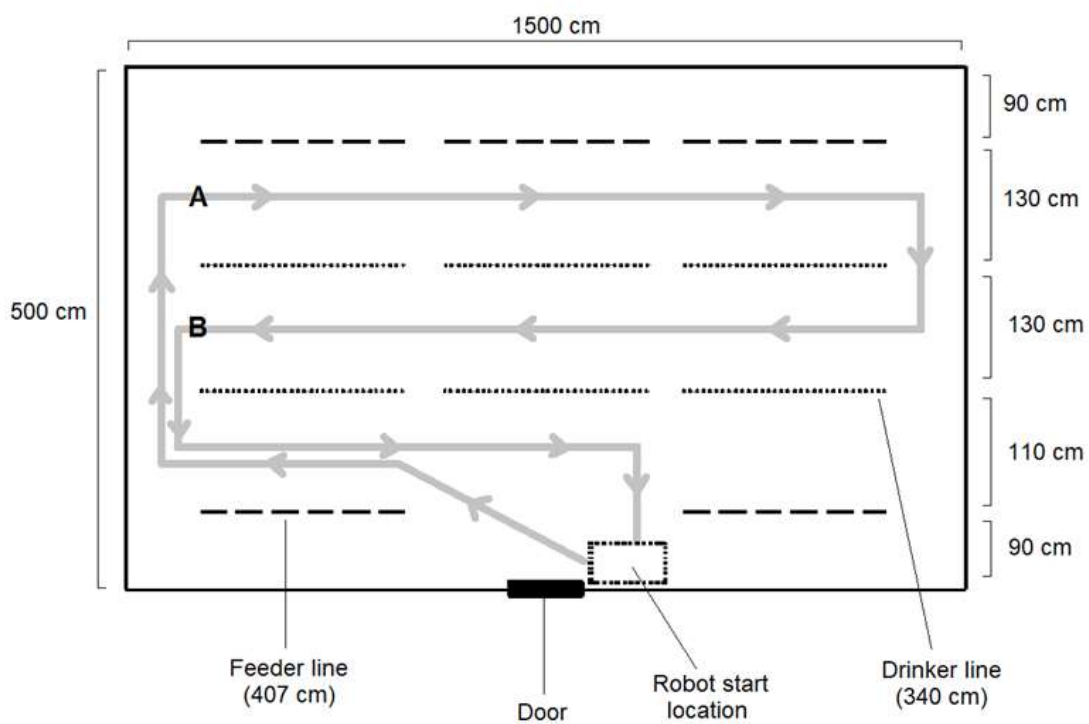 1500 cm
90 cm
A
130 cm
500 cm
B
130 cm
110 cm
90 cm
Feeder line
(407 cm)
Door
Robot start
location
Drinker line
(340 cm)